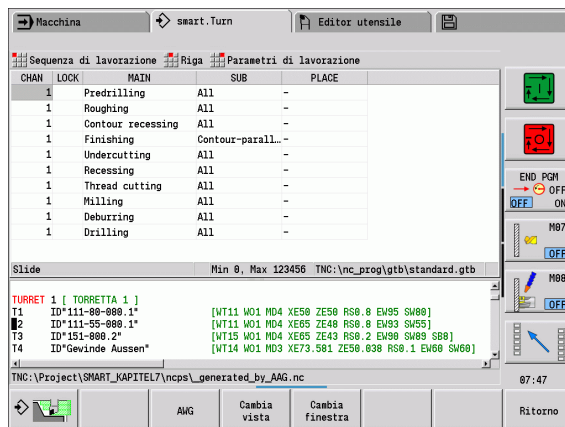 Macchina
smart.Turn
Editor utensile
Sequenza di lavorazione Riga Parametri di lavorazione
CHAN LOCK MAIN SUB PLACE
1 Predrilling All -
1 Roughing All -
1 Contour recessing All -
1 Finishing Contour-parall… -
1 Undercutting All -
1 Recessing All -
1 Thread cutting All -
1 Milling All -
1 Deburring All -
1 Drilling All -
Slide Min 0, Max 123456 TNC:\nc_prog\gtb\standard.gtb
TURRET 1 [ TORRETTA 1 ]
T1 ID"111-80-080.1" [WT11 WO1 MD4 XE50 ZE50 RS0.8 EW95 SW80]
2 ID"111-55-080.1" [WT11 WO1 MD4 XE65 ZE48 RS0.8 EW93 SW55]
T3 ID"151-800.2" [WT15 WO1 MD4 XE65 ZE43 RS0.2 EW90 SW89 SB8]
T4 ID"Gewinde Aussen" [WT14 WO1 MD3 XE73.501 ZE50.038 RS0.1 EW60 SW60]
TNC:\Project\SMART_KAPITEL7\ncps\_generated_by_AAG.nc
AWG
Cambia vista
Cambia finestra
END PGM
OFF
OFF ON
M07
OFF
M08
OFF
07:47
Ritorno